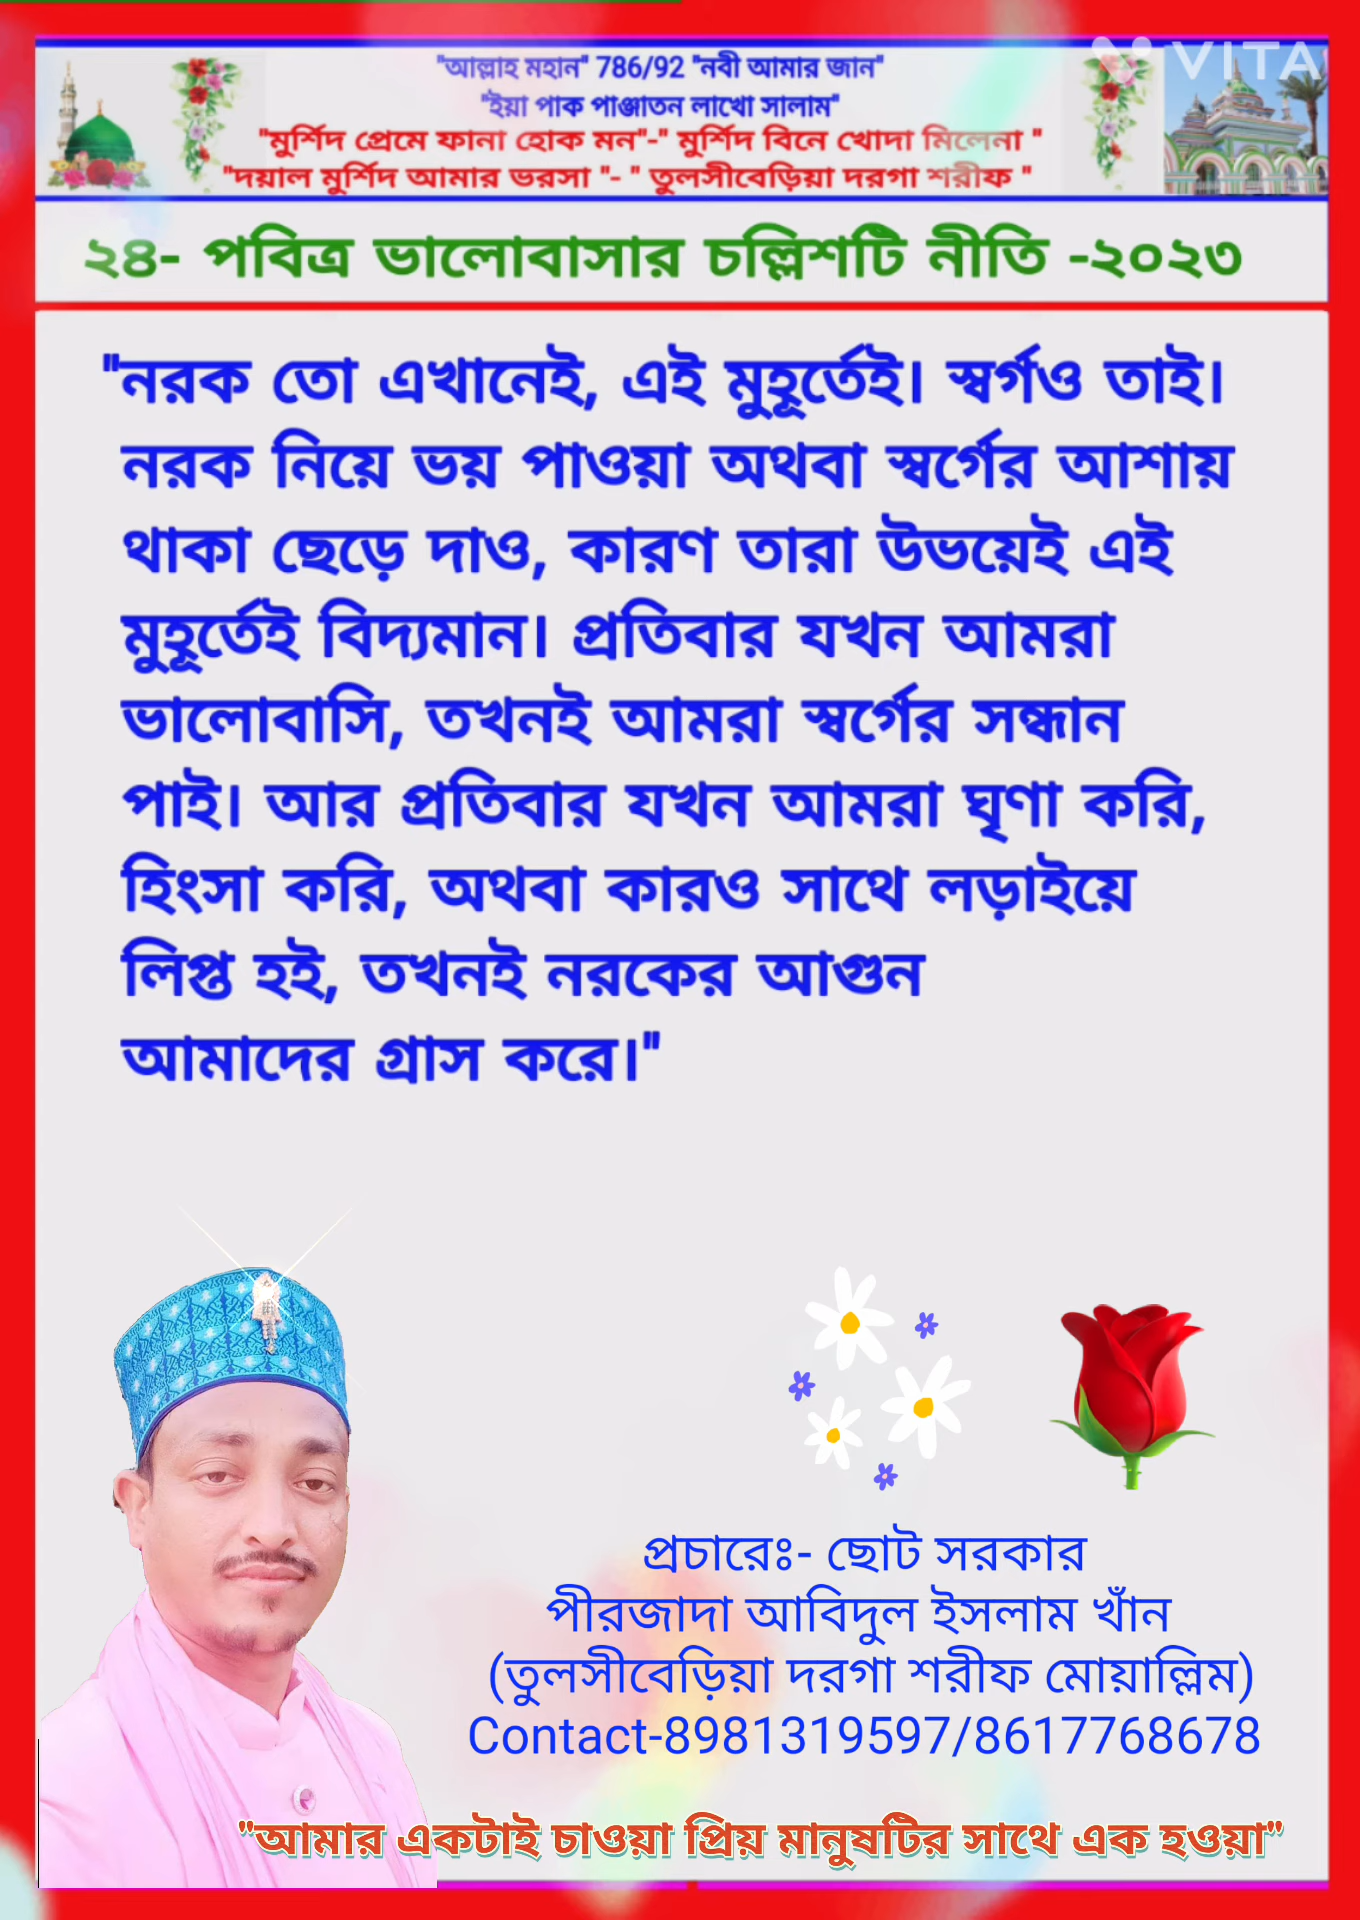 VITA
"আল্লাহ মহান" 786/92 "নবী আমার জান"
"ইয়া পাক পাঞ্জাতন লাখো সালাম"
"মুর্শিদ প্রেমে ফানা হোক মন"-" মুর্শিদ বিনে খোদা মিলেনা "
"দয়াল মুর্শিদ আমার ভরসা "- " তুলসীবেড়িয়া দরগা শরীফ "
২৪- পবিত্র ভালোবাসার চল্লিশটি নীতি -২০২৩
"নরক তো এখানেই, এই মুহূর্তেই। স্বর্গও তাই।
নরক নিয়ে ভয় পাওয়া অথবা স্বর্গের আশায়
থাকা ছেড়ে দাও, কারণ তারা উভয়েই এই
মুহূর্তেই বিদ্যমান। প্রতিবার যখন আমরা
ভালোবাসি, তখনই আমরা স্বর্গের সন্ধান
পাই। আর প্রতিবার যখন আমরা ঘৃণা করি,
হিংসা করি, অথবা কারও সাথে লড়াইয়ে
লিপ্ত হই, তখনই নরকের আগুন
আমাদের গ্রাস করে।"
প্রচারেঃ- ছোট সরকার
পীরজাদা আবিদুল ইসলাম খাঁন
(তুলসীবেড়িয়া দরগা শরীফ মোয়াল্লিম)
Contact-8981319597/8617768678
"আমার একটাই চাওয়া প্রিয় মানুষটির সাথে এক হওয়া"